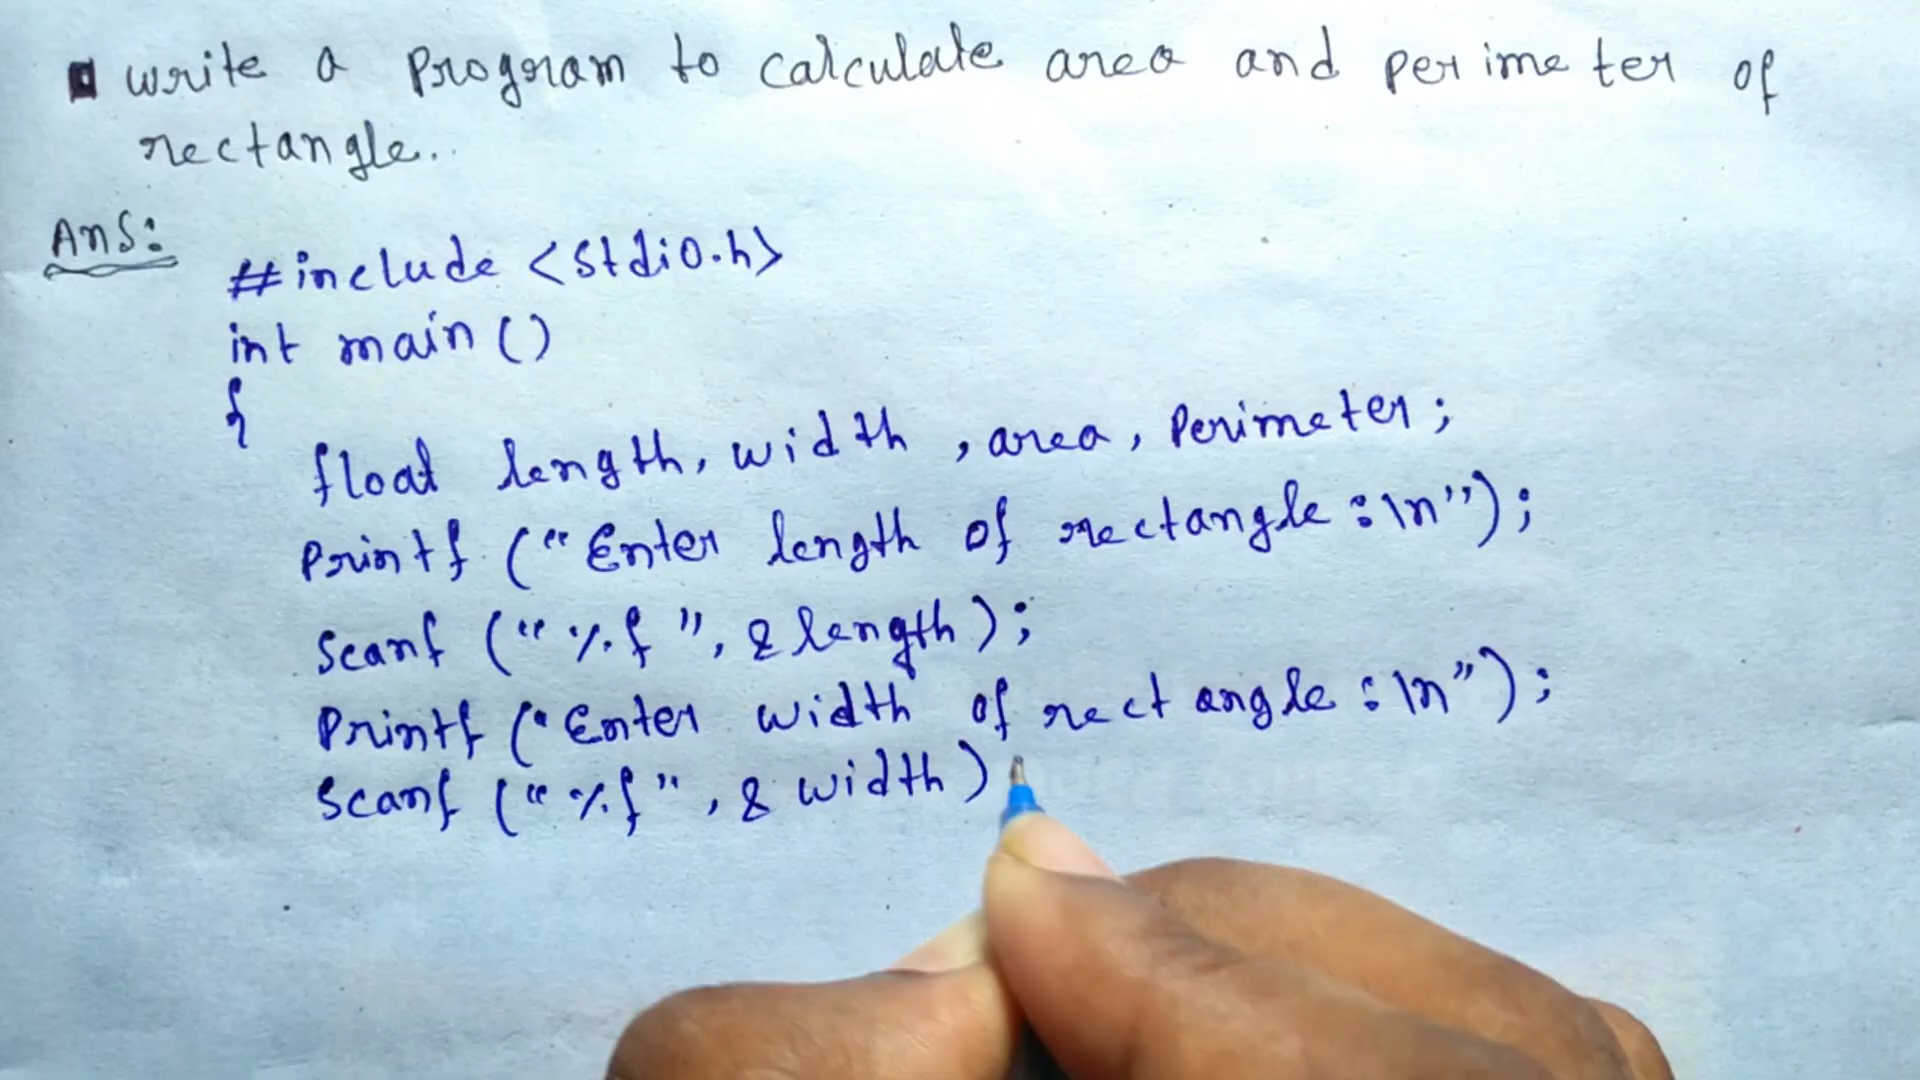 write a program to calculate area and perimeter of
rectangle.
Ans:
#include <stdio.h>
int main ()
{
float length, width, area, Perimeter;
Printf ("Enter length of rectangle :\n");
Scanf ("%f", &length);
Printf ("Enter width of rectangle :\n");
Scanf ("%f", & width)